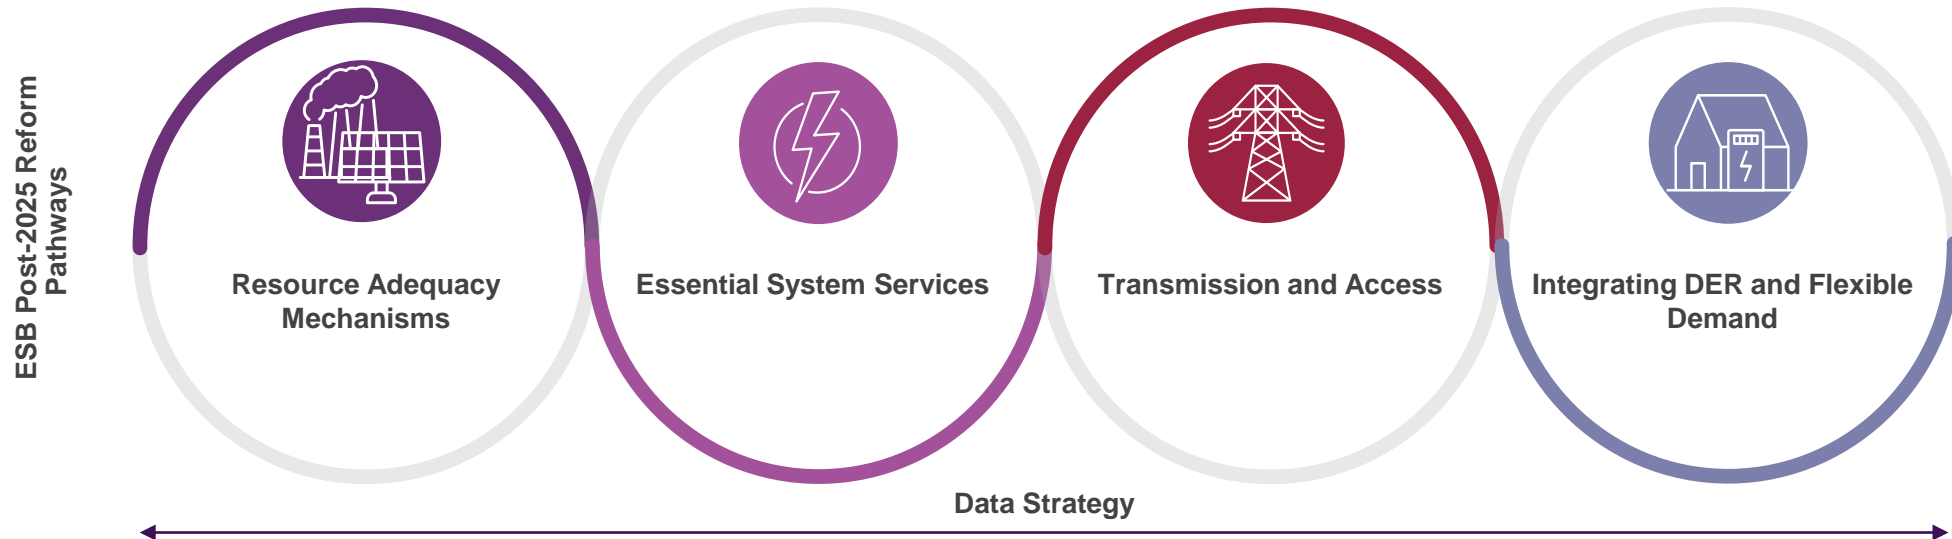 ESB Post-2025 Reform
Pathways
Resource Adequacy
Mechanisms
Essential System Services
Transmission and Access
Integrating DER and Flexible
Demand
Data Strategy